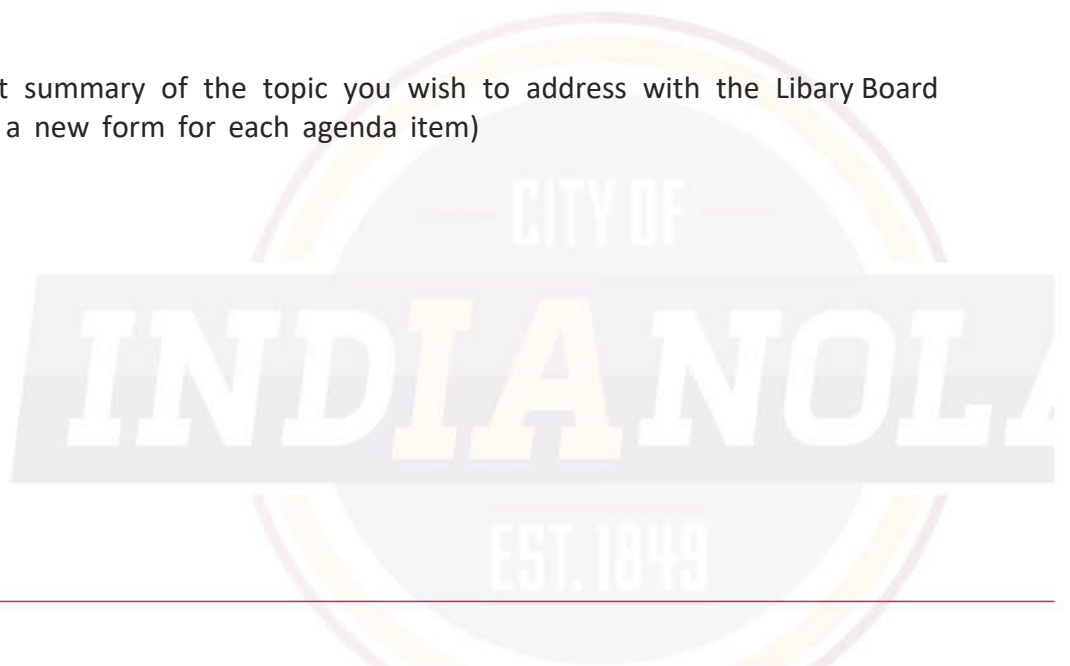 t summary of the topic you wish to address with the Libary Board
a new form for each agenda item)
CITY OF
INDIANOLA
EST. 1849